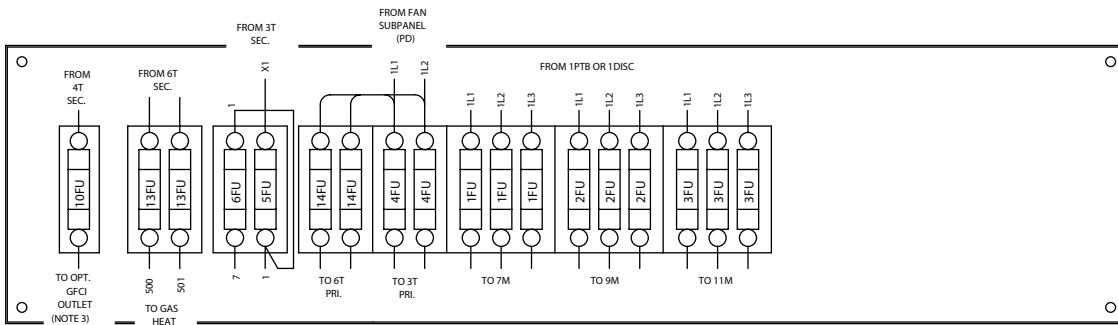 FROM 3T
SEC.
FROM FAN
SUBPANEL
(PD)
FROM
4T
SEC.
FROM 6T
SEC.
X1
1
1L1
1L2
FROM 1PTB OR 1DISC
1L1
1L2
1L3
1L1
1L2
1L3
1L1
1L2
1L3
10FU
13FU
13FU
6FU
5FU
14FU
14FU
4FU
4FU
1FU
1FU
1FU
2FU
2FU
2FU
3FU
3FU
3FU
TO OPT.
GFCI
OUTLET
(NOTE 3)
500
501
TO GAS
HEAT
7
1
TO 6T
PRI.
TO 3T
PRI.
TO 7M
TO 9M
TO 11M